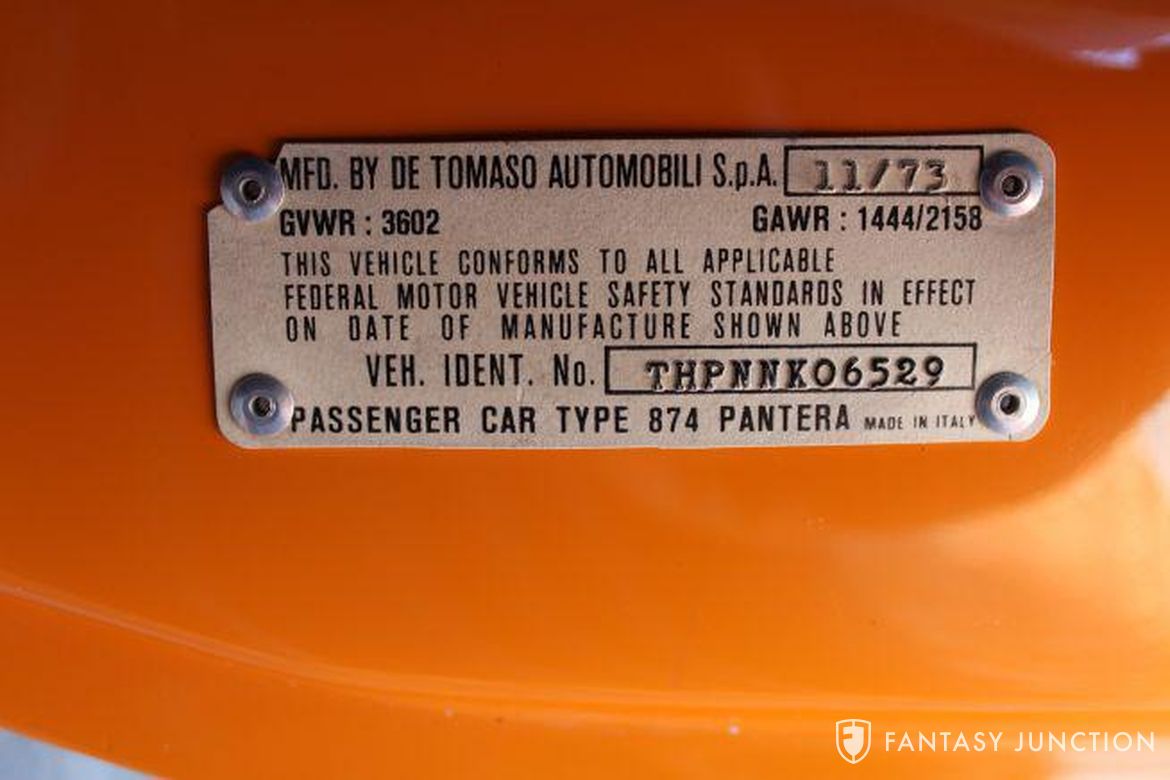 MFD. BY DE TOMASO AUTOMOBILI S.p.A. 11/73
GVWR : 3602 GAWR : 1444/2158
THIS VEHICLE CONFORMS TO ALL APPLICABLE
FEDERAL MOTOR VEHICLE SAFETY STANDARDS IN EFFECT
ON DATE OF MANUFACTURE SHOWN ABOVE
VEH. IDENT. No. THPNNK06529
PASSENGER CAR TYPE 874 PANTERA MADE IN ITALY
FANTASY JUNCTION